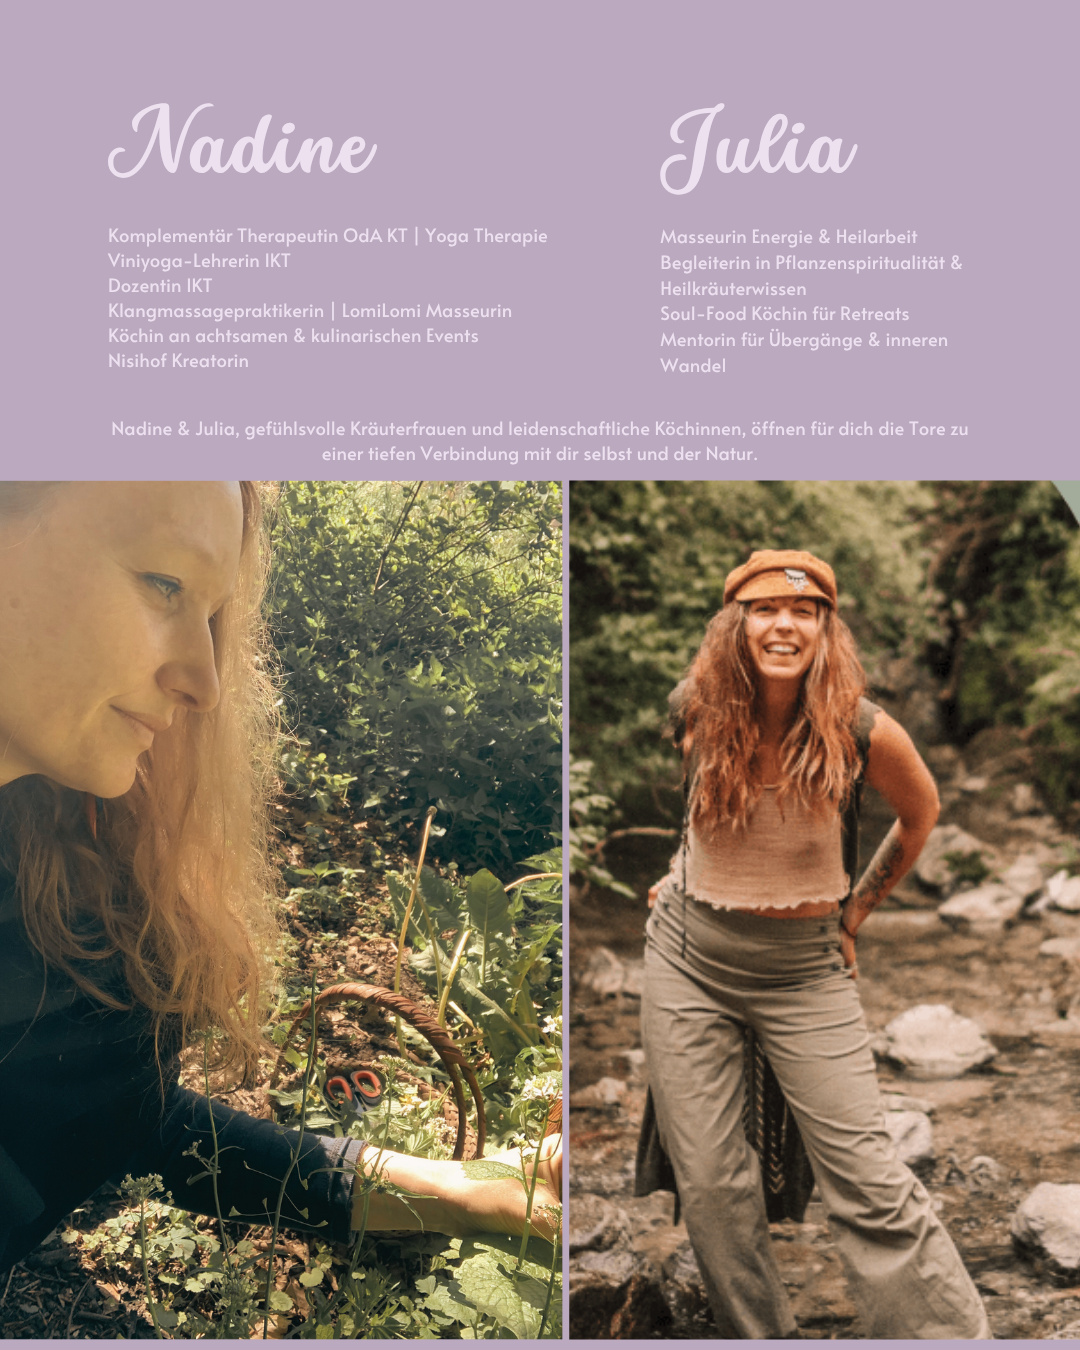 Nadine
Komplementär Therapeutin OdA KT | Yoga Therapie
Viniyoga-Lehrerin IKT
Dozentin IKT
Klangmassagepraktikerin | LomiLomi Masseurin
Köchin an achtsamen & kulinarischen Events
Nisihof Kreatorin
Julia
Masseurin Energie & Heilarbeit
Begleiterin in Pflanzenspiritualität &
Heilkräuterwissen
Soul-Food Köchin für Retreats
Mentorin für Übergänge & inneren
Wandel
Nadine & Julia, gefühlsvolle Kräuterfrauen und leidenschaftliche Köchinnen, öffnen für dich die Tore zu
einer tiefen Verbindung mit dir selbst und der Natur.